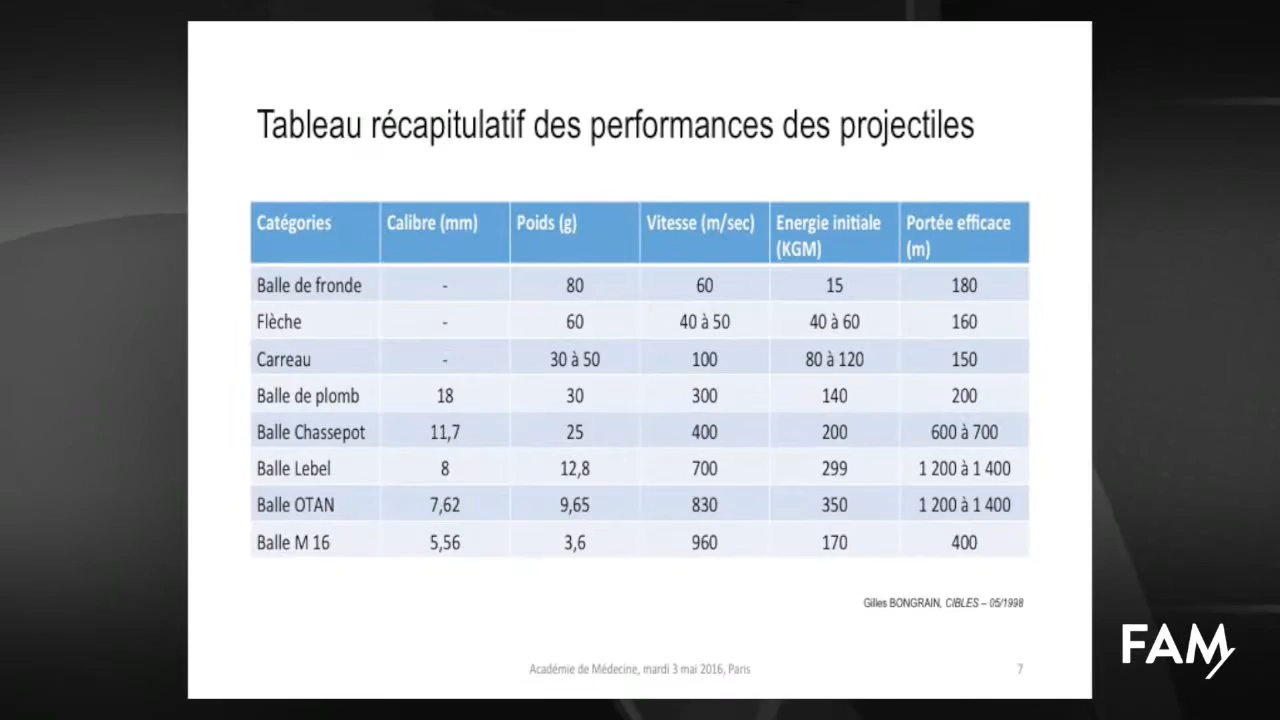 Tableau récapitulatif des performances des projectiles
Catégories Calibre (mm) Poids (g) Vitesse (m/sec) Energie initiale (KGM) Portée efficace (m)
Balle de fronde - 80 60 15 180
Flèche - 60 40 à 50 40 à 60 160
Carreau - 30 à 50 100 80 à 120 150
Balle de plomb 18 30 300 140 200
Balle Chassepot 11,7 25 400 200 600 à 700
Balle Lebel 8 12,8 700 299 1 200 à 1 400
Balle OTAN 7,62 9,65 830 350 1 200 à 1 400
Balle M 16 5,56 3,6 960 170 400
Gilles BONGRAIN, CIBLES – 05/1998
FAM
Académie de Médecine, mardi 3 mai 2016, Paris 7